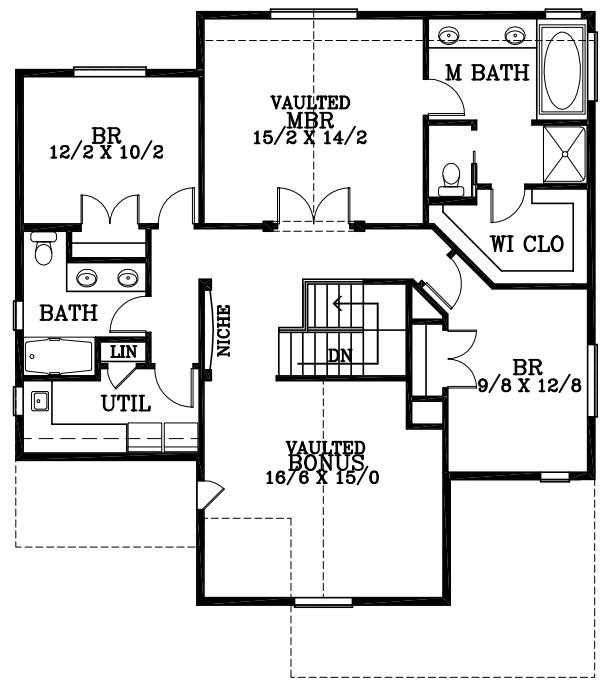 M BATH
VAULTED
MBR
15/2 X 14/2
BR
12/2 X 10/2
WI CLO
BATH
NICHE
LIN
DN
UTIL
BR
9/8 X 12/8
VAULTED
BONUS
16/6 X 15/0